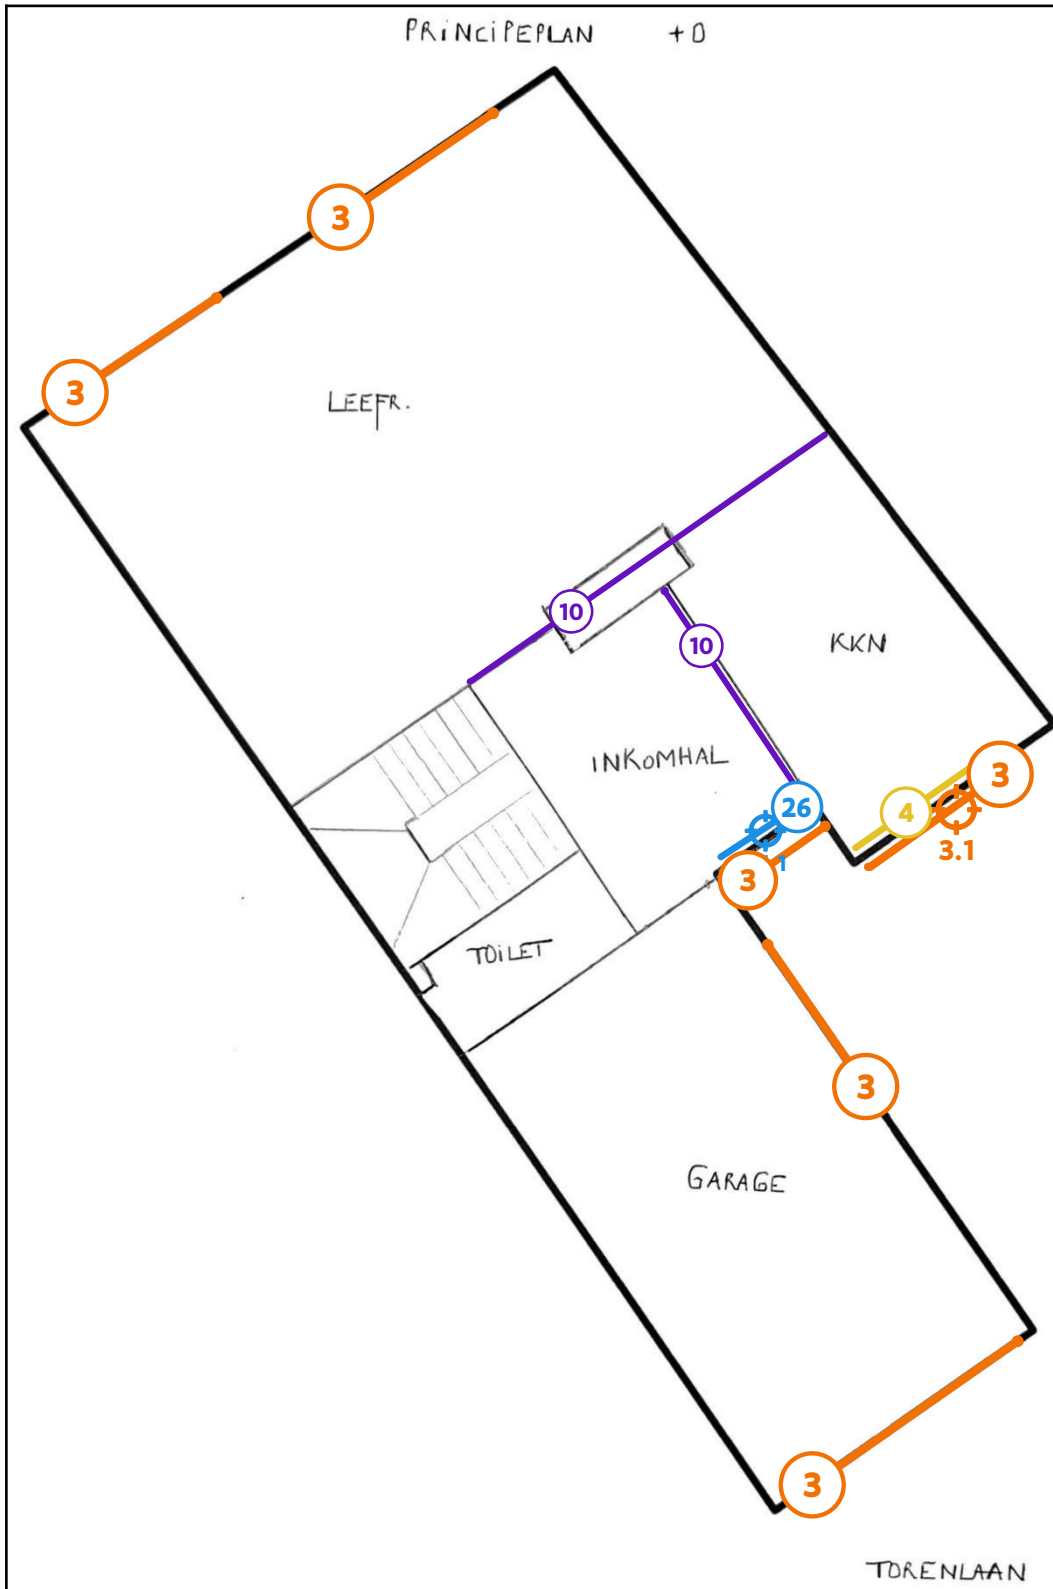 PRiNCiPEPLAN +0
3
3
LEEFR.
10
10
KKN
INKOMHAL
3
26
4
3.1
1
3
TOiLET
3
GARAGE
3
TORENLAAN